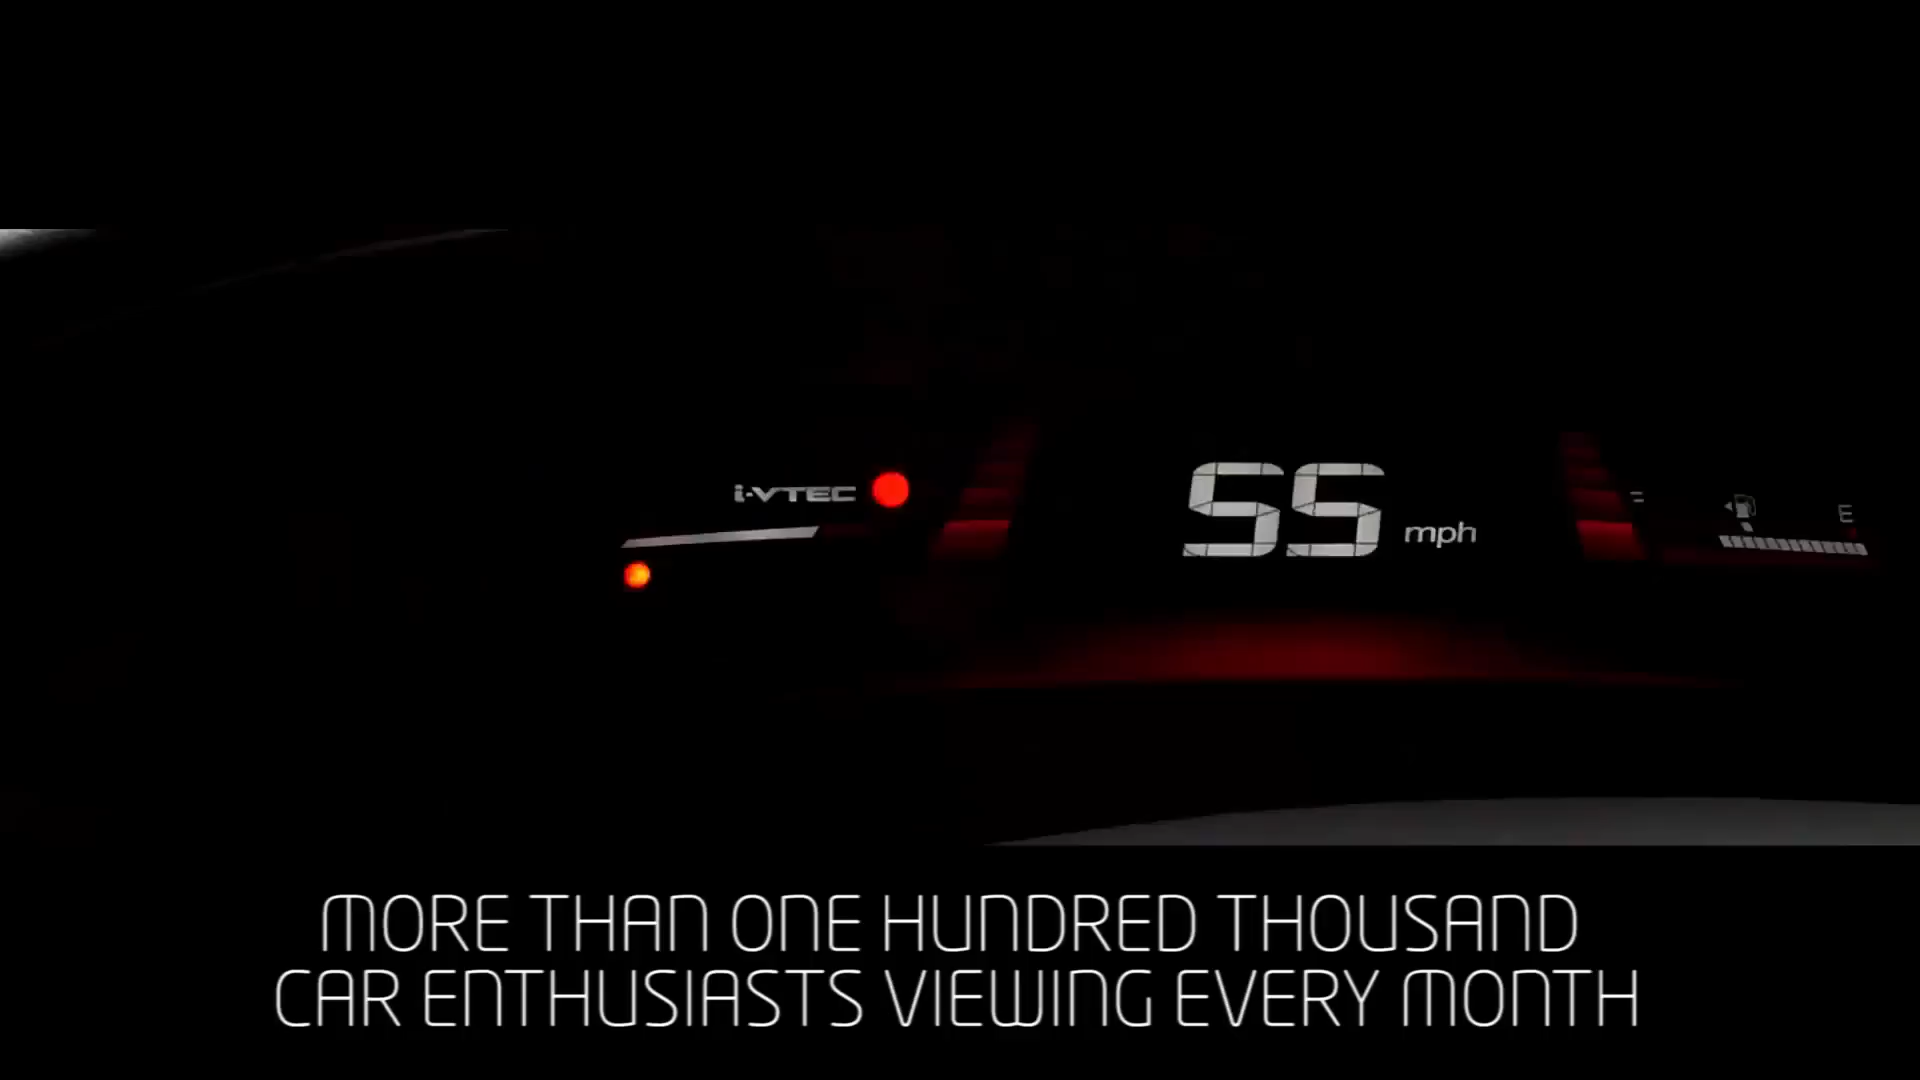 i-VTEC
55 mph
E
MORE THAN ONE HUNDRED THOUSAND
CAR ENTHUSIASTS VIEWING EVERY MONTH